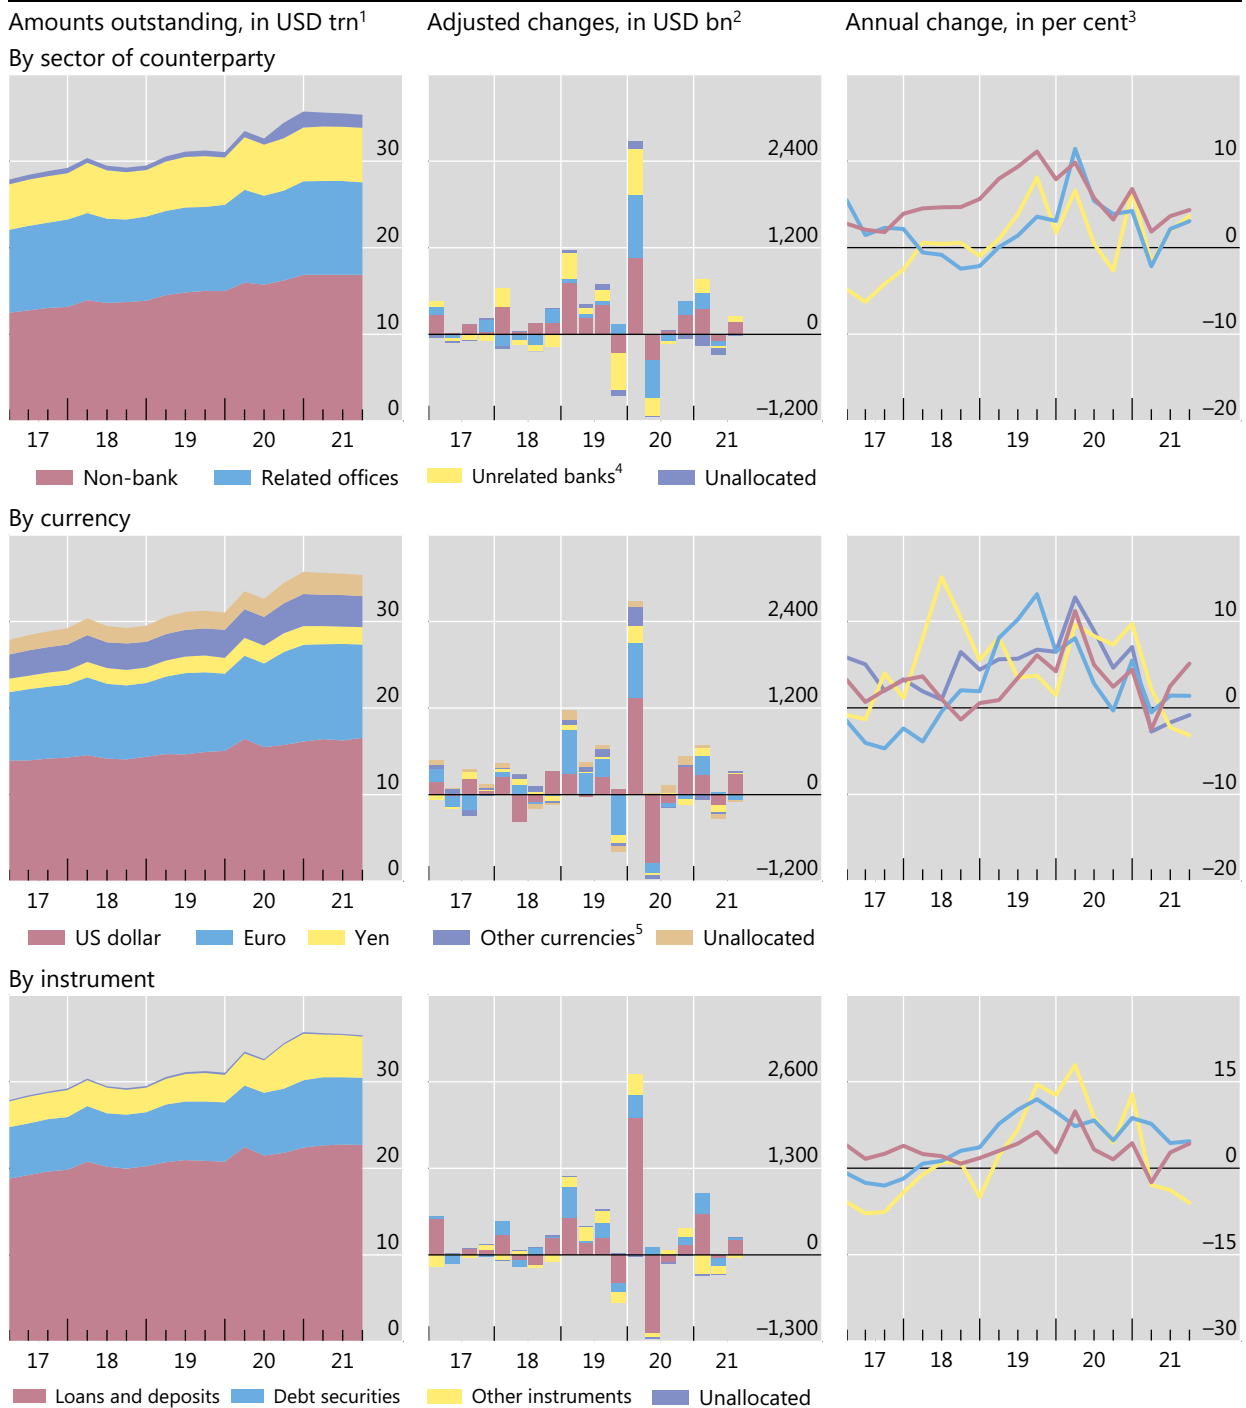 Amounts outstanding, in USD trn¹ Adjusted changes, in USD bn² Annual change, in per cent³
By sector of counterparty
30 2,400 10
20 1,200 0
10 0 –10
0 –1,200 –20
17 18 19 20 21 17 18 19 20 21 17 18 19 20 21
Non-bank Related offices Unrelated banks⁴ Unallocated
By currency
30 2,400 10
20 1,200 0
10 0 –10
0 –1,200 –20
17 18 19 20 21 17 18 19 20 21 17 18 19 20 21
US dollar Euro Yen Other currencies⁵ Unallocated
By instrument
30 2,600 15
20 1,300 0
10 0 –15
0 –1,300 –30
17 18 19 20 21 17 18 19 20 21 17 18 19 20 21
Loans and deposits Debt securities Other instruments Unallocated